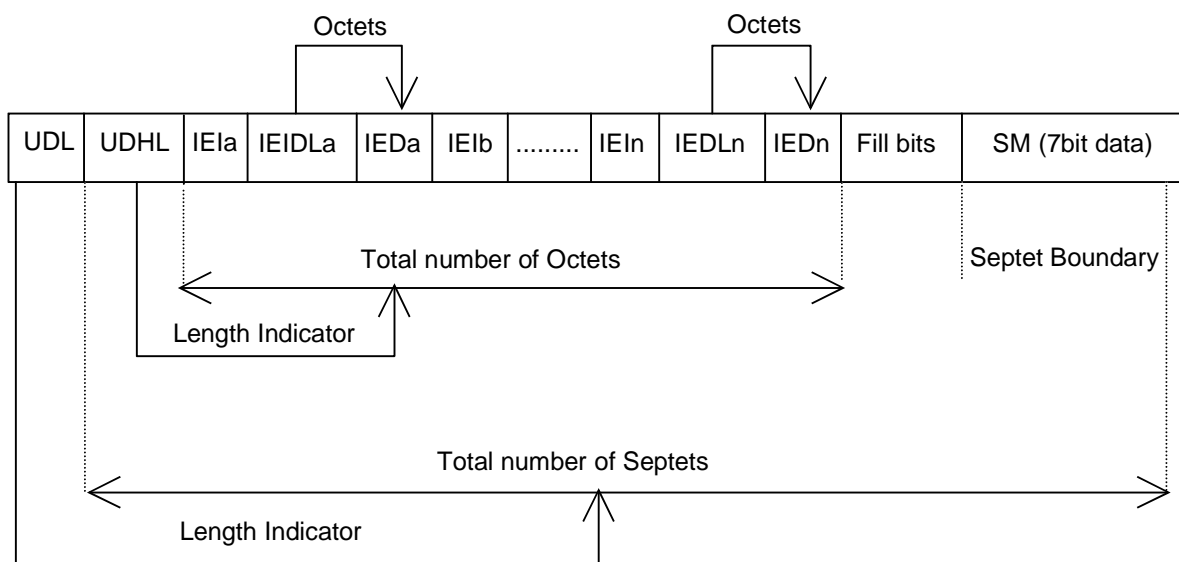 Octets Octets
UDL UDHL IEIa IEIDLa IEDa IEIb ......... IEIn IEDLn IEDn Fill bits SM (7bit data)
Total number of Octets
Septet Boundary
Length Indicator
Total number of Septets
Length Indicator